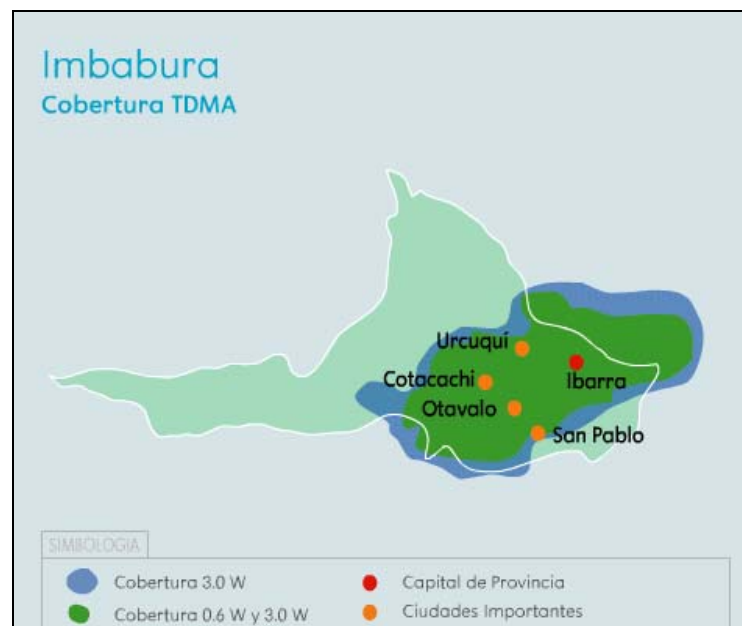 Imbabura
Cobertura TDMA
Urcuquí
Cotacachi
Ibarra
Otavalo
San Pablo
SIMBOLOGIA
Cobertura 3.0 W
Capital de Provincia
Cobertura 0.6 W y 3.0 W
Ciudades Importantes